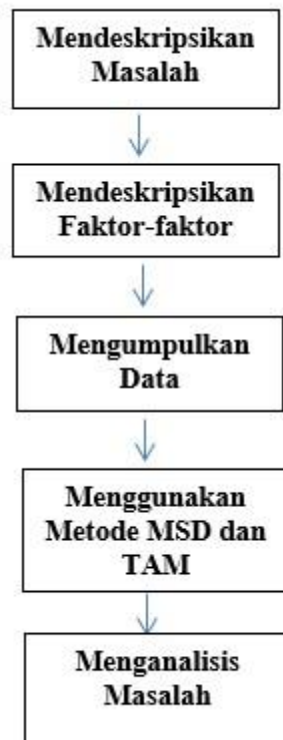 Mendeskripsikan
Masalah
Mendeskripsikan
Faktor-faktor
Mengumpulkan
Data
Menggunakan
Metode MSD dan
TAM
Menganalisis
Masalah